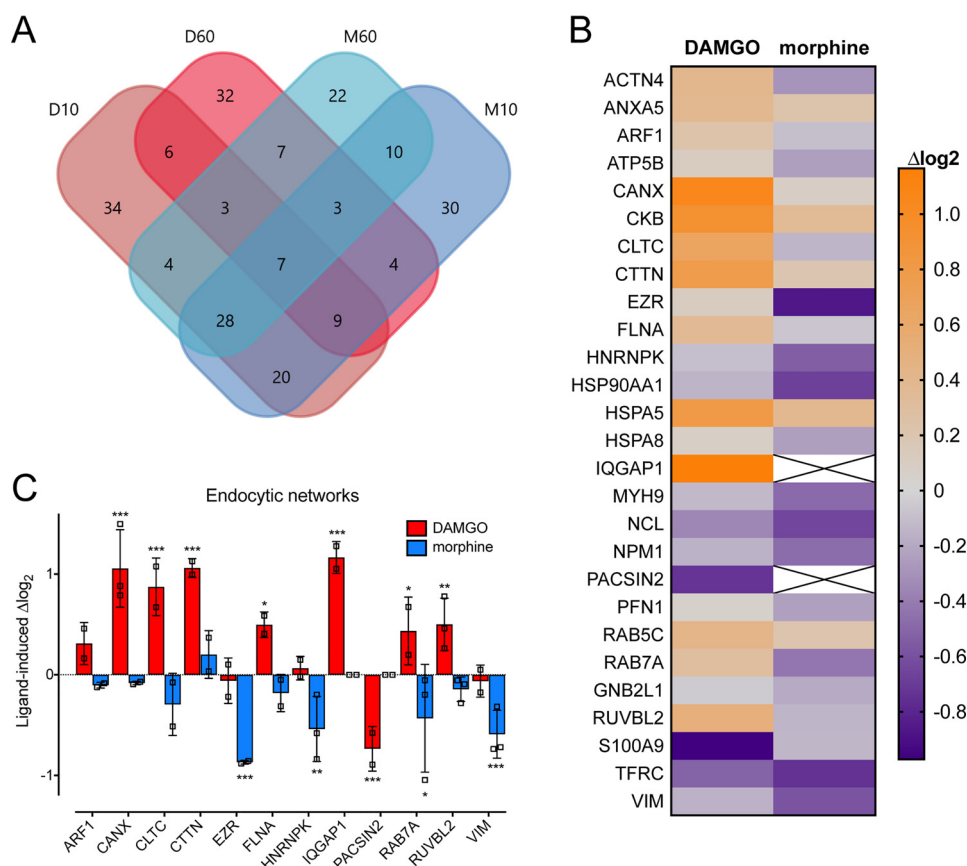 A
D60
M60
D10
M10
32
22
6
7
10
34
3
3
30
4
7
4
28
9
20
B
DAMGO morphine
ACTN4
ANXA5
ARF1
ATP5B
CANX
CKB
CLTC
CTTN
EZR
FLNA
HNRNPK
HSP90AA1
HSPA5
HSPA8
IQGAP1
MYH9
NCL
NPM1
PACSIN2
PFN1
RAB5C
RAB7A
GNB2L1
RUVBL2
S100A9
TFRC
VIM
Δlog2
1.0
0.8
0.6
0.4
0.2
0
-0.2
-0.4
-0.6
-0.8
C
Endocytic networks
DAMGO
morphine
Ligand-induced Δlog2
1
0
-1
***
***
***
*
***
*
**
***
**
***
*
***
ARF1
CANX
CLTC
CTTN
EZR
FLNA
HNRNPK
IQGAP1
PACSIN2
RAB7A
RUVBL2
VIM